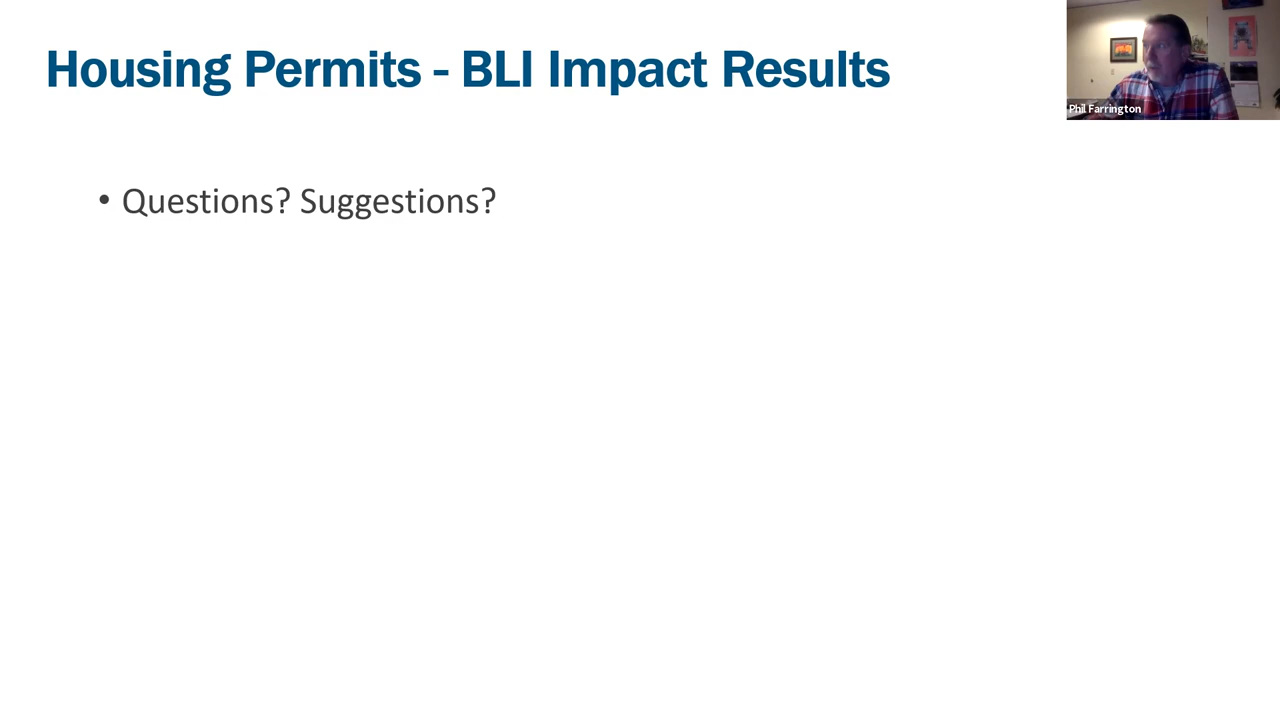 Housing Permits - BLI Impact Results
Phil Farrington
• Questions? Suggestions?